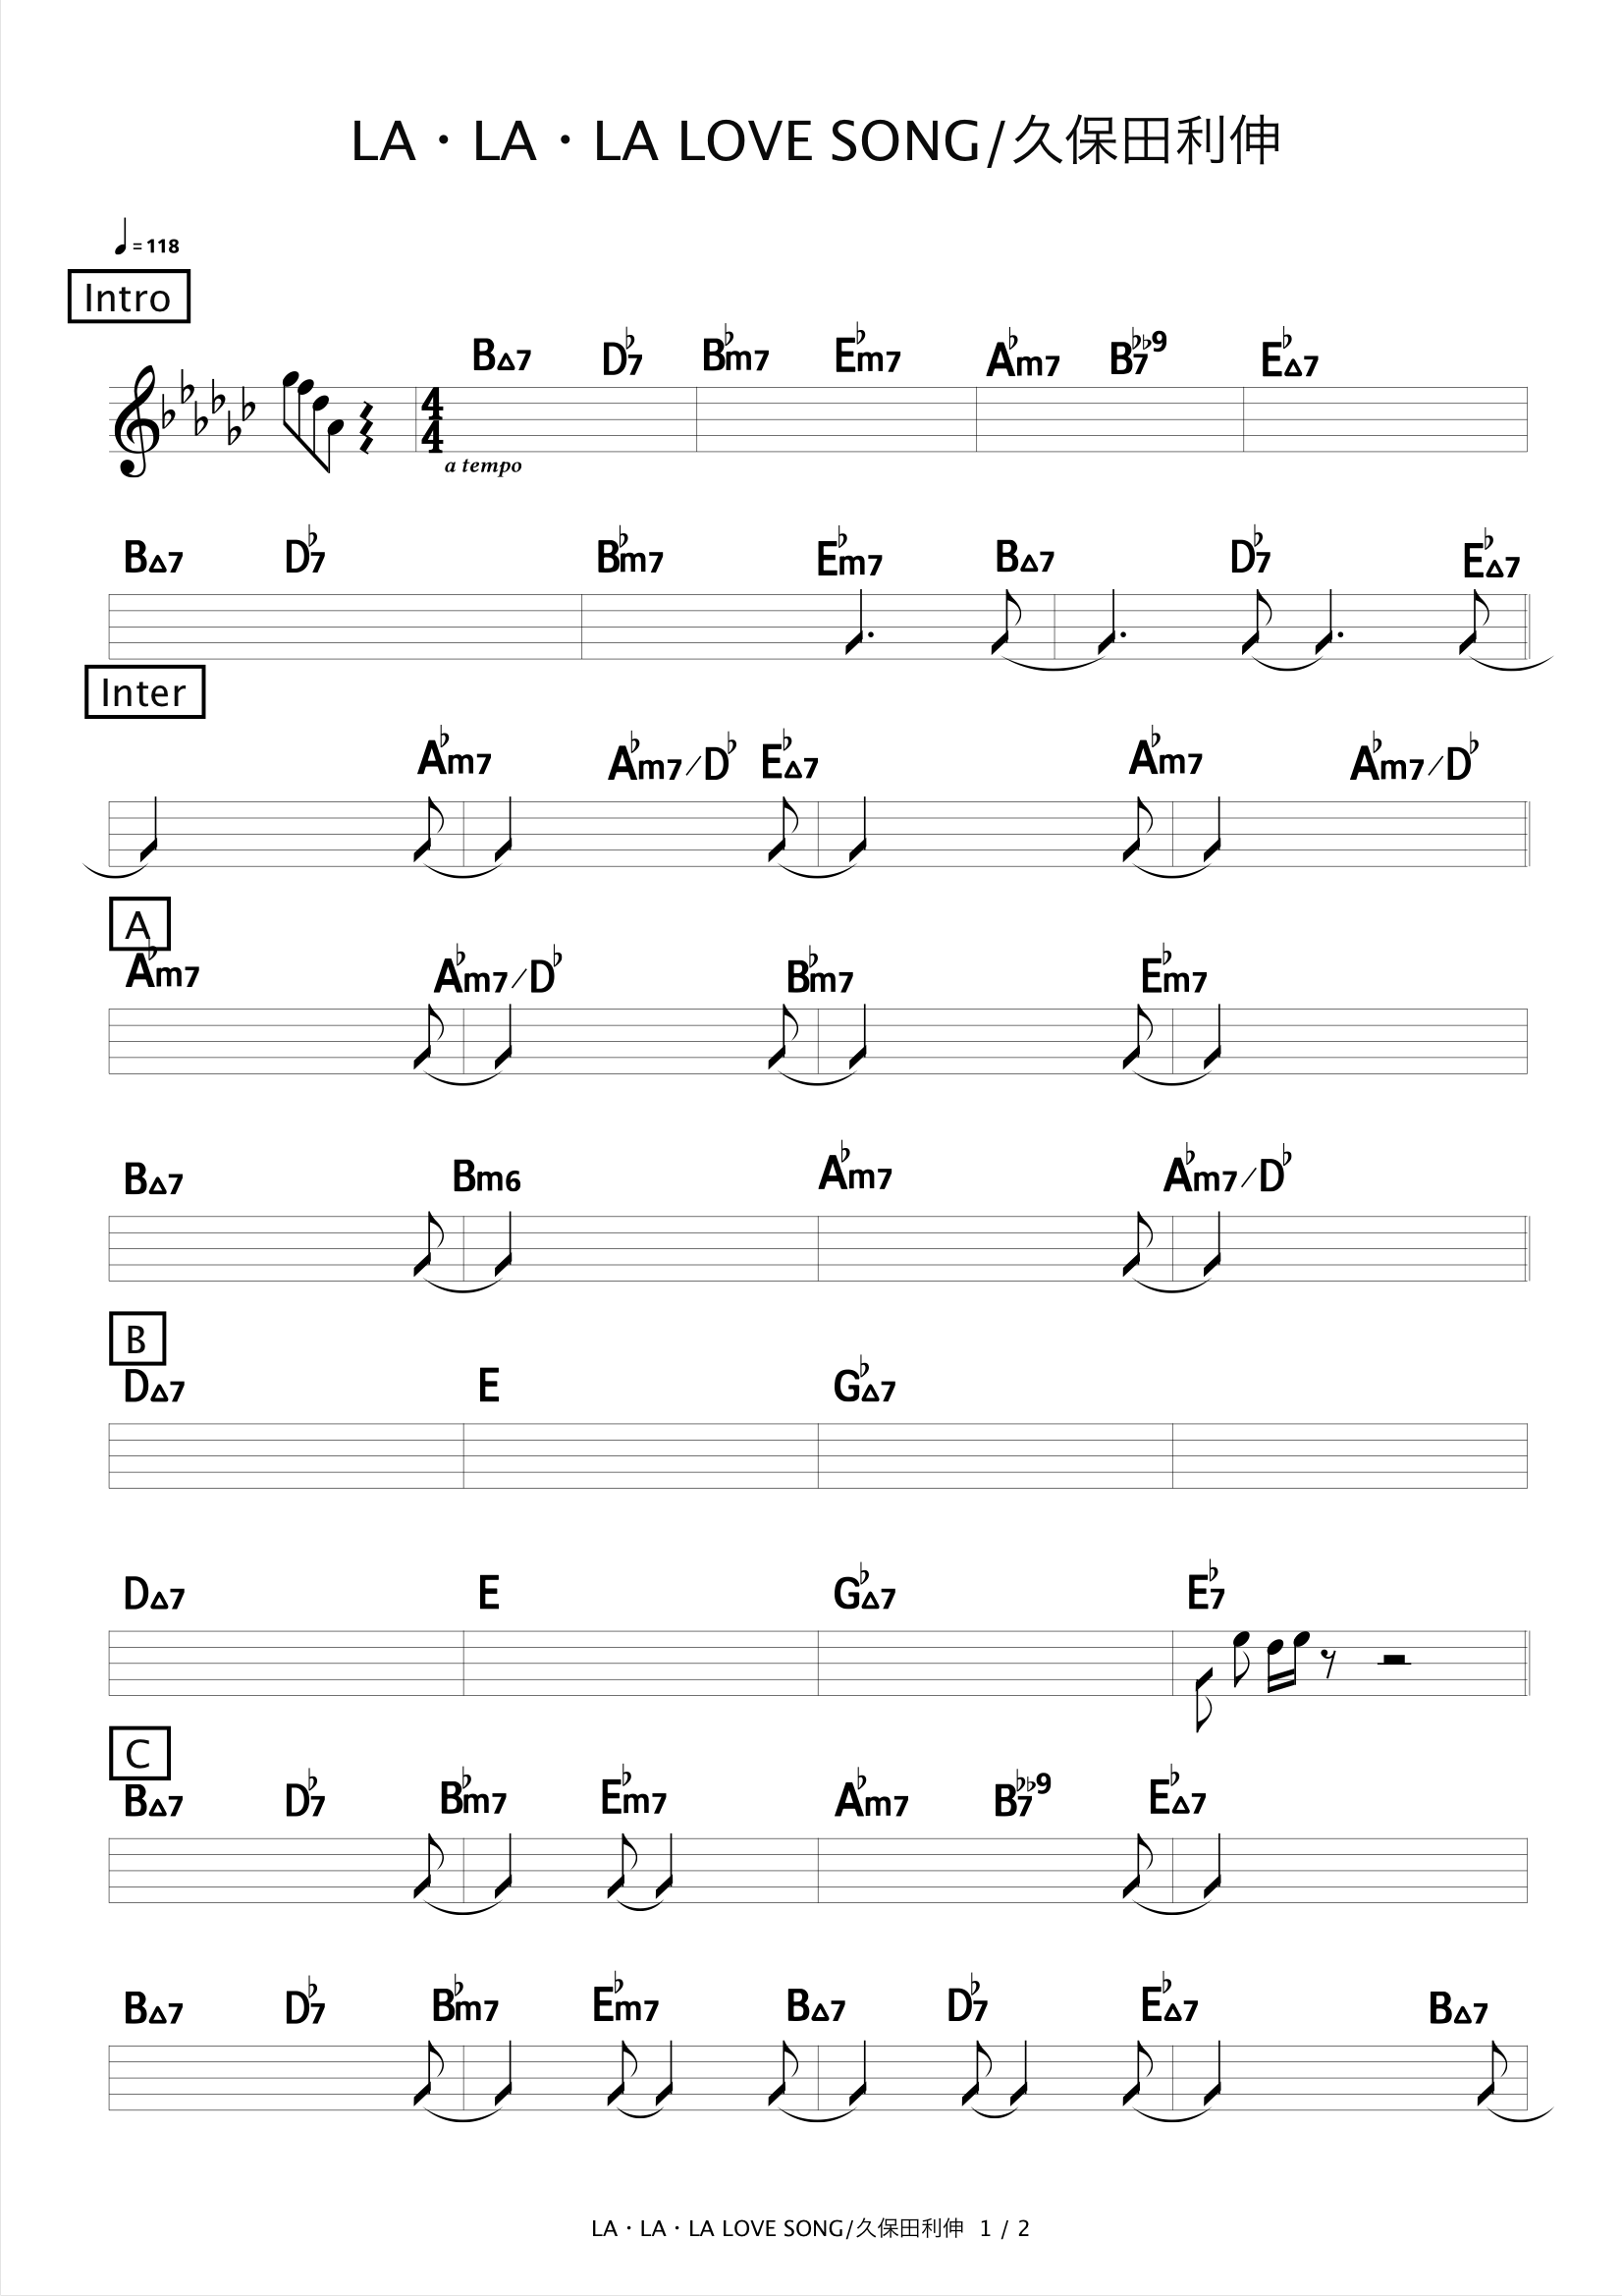 LA・LA・LA LOVE SONG/久保田利伸
♩= 118
Intro
B△7 D♭7 B♭m7 E♭m7 A♭m7 B♭7♭9 E♭△7
4/4
a tempo
B△7 D♭7 B♭m7 E♭m7 B△7 D♭7 E♭△7
Inter
A♭m7 A♭m7/D♭ E♭△7 A♭m7 A♭m7/D♭
A
A♭m7 A♭m7/D♭ B♭m7 E♭m7
B△7 Bm6 A♭m7 A♭m7/D♭
B
D△7 E G♭△7
D△7 E G♭△7 E♭7
C
B△7 D♭7 B♭m7 E♭m7 A♭m7 B♭7♭9 E♭△7
B△7 D♭7 B♭m7 E♭m7 B△7 D♭7 E♭△7 B△7
LA・LA・LA LOVE SONG/久保田利伸 1 / 2